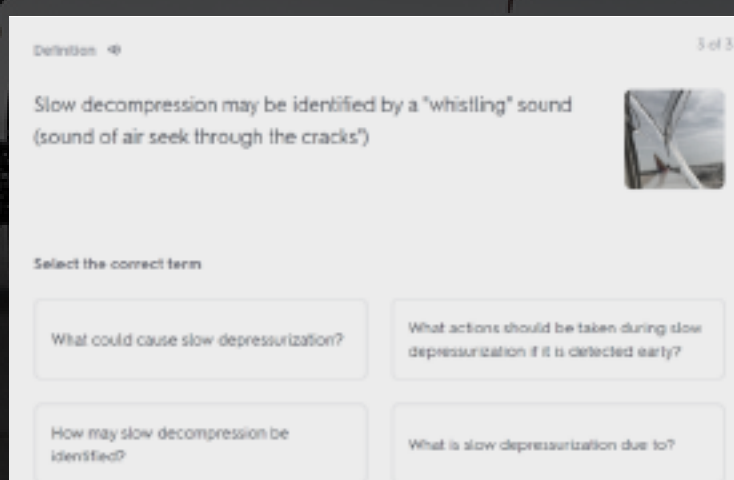 Definition
3 of 3
Slow decompression may be identified by a "whistling" sound
(sound of air seek through the cracks")
Select the correct term
What could cause slow depressurization?
What actions should be taken during slow
depressurization if it is detected early?
How may slow decompression be
identified?
What is slow depressurization due to?